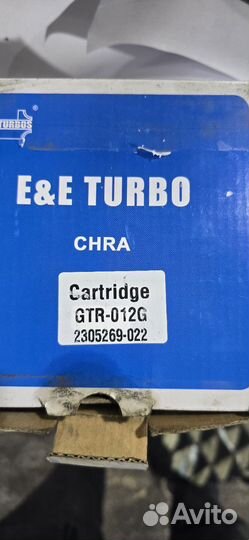 TURBOS
®
E&E TURBO
CHRA
Cartridge
GTR-012G
2305269-022
Avito